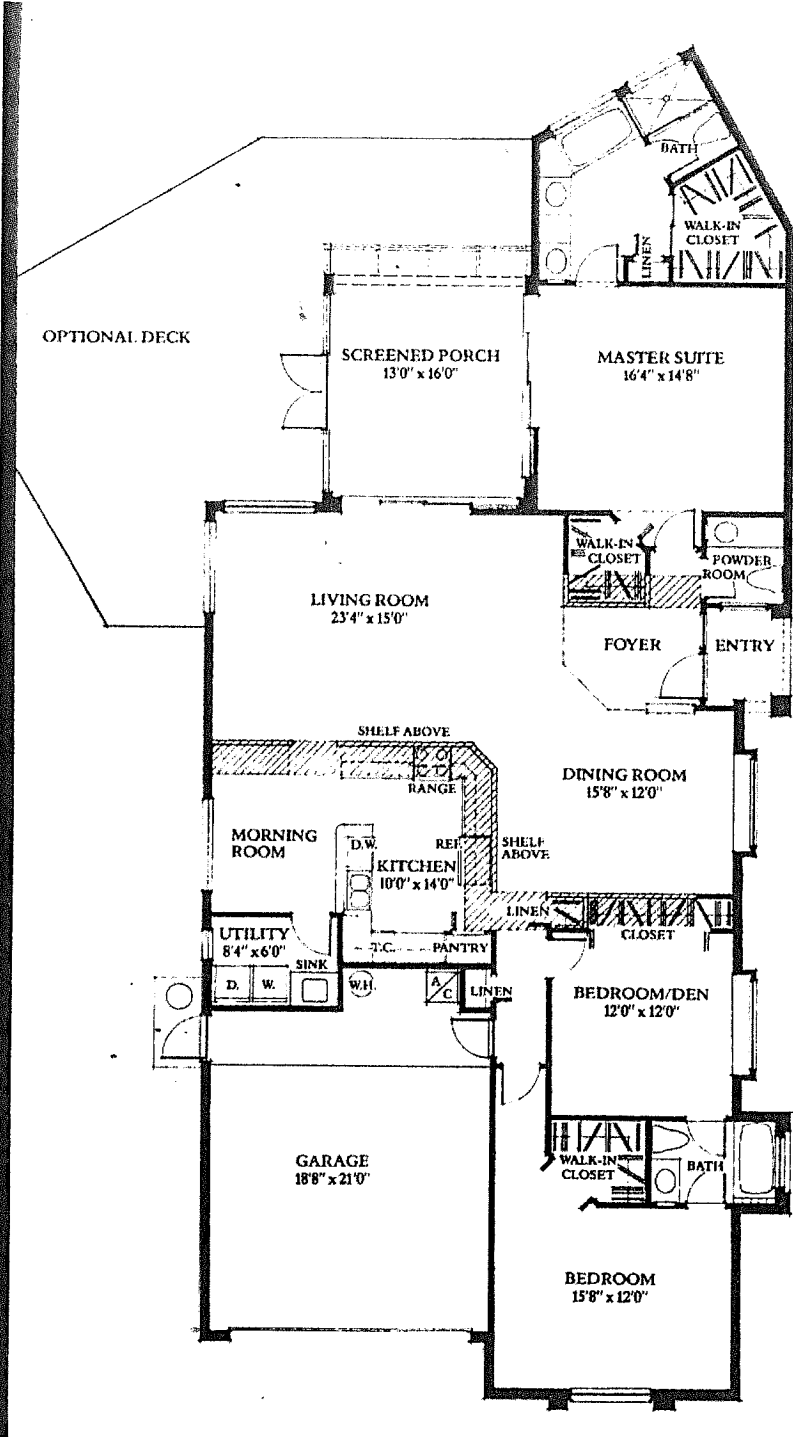 BATH
WALK-IN
CLOSET
LINEN
OPTIONAL DECK
SCREENED PORCH
13'0" x 16'0"
MASTER SUITE
16'4" x 14'8"
WALK-IN
CLOSET
POWDER
ROOM
LIVING ROOM
23'4" x 15'0"
FOYER
ENTRY
SHELF ABOVE
RANGE
DINING ROOM
15'8" x 12'0"
MORNING
ROOM
D.W.
REF.
SHELF
ABOVE
KITCHEN
10'0" x 14'0"
LINEN
CLOSET
UTILITY
8'4" x 6'0"
SINK
T.C.
PANTRY
D.
W.
W.H.
A
C
LINEN
BEDROOM/DEN
12'0" x 12'0"
GARAGE
18'8" x 21'0"
WALK-IN
CLOSET
BATH
BEDROOM
15'8" x 12'0"